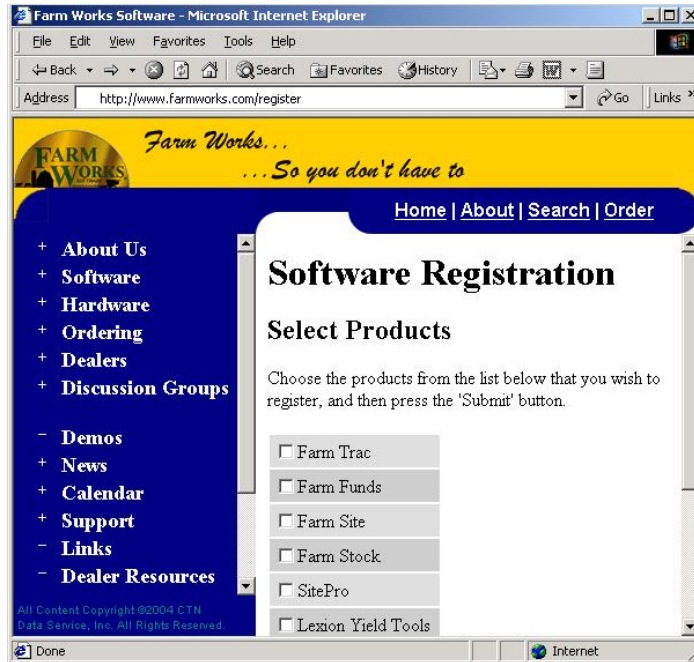 Farm Works Software - Microsoft Internet Explorer
File Edit View Favorites Tools Help
Back Search Favorites History
Address http://www.farmworks.com/register Go Links »
FARM WORKS
Farm Works...
...So you don't have to
Home | About | Search | Order
+ About Us
+ Software
+ Hardware
+ Ordering
+ Dealers
+ Discussion Groups
- Demos
+ News
+ Calendar
+ Support
- Links
- Dealer Resources
All Content Copyright ©2004 CTN
Data Service, Inc. All Rights Reserved.
Software Registration
Select Products
Choose the products from the list below that you wish to
register, and then press the 'Submit' button.
Farm Trac
Farm Funds
Farm Site
Farm Stock
SitePro
Lexion Yield Tools
Done Internet